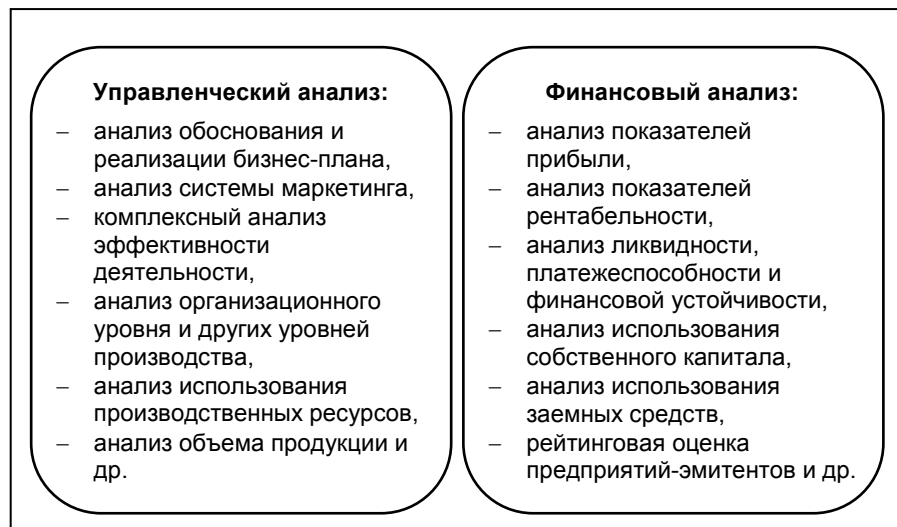 Управленческий анализ:
– анализ обоснования и
реализации бизнес-плана,
– анализ системы маркетинга,
– комплексный анализ
эффективности
деятельности,
– анализ организационного
уровня и других уровней
производства,
– анализ использования
производственных ресурсов,
– анализ объема продукции и
др.
Финансовый анализ:
– анализ показателей
прибыли,
– анализ показателей
рентабельности,
– анализ ликвидности,
платежеспособности и
финансовой устойчивости,
– анализ использования
собственного капитала,
– анализ использования
заемных средств,
– рейтинговая оценка
предприятий-эмитентов и др.